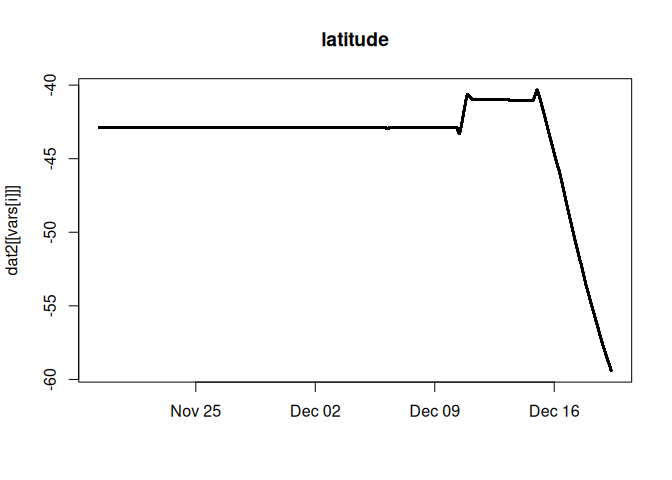 latitude
dat2[[vars[i]]]
-40
-45
-50
-55
-60
Nov 25
Dec 02
Dec 09
Dec 16